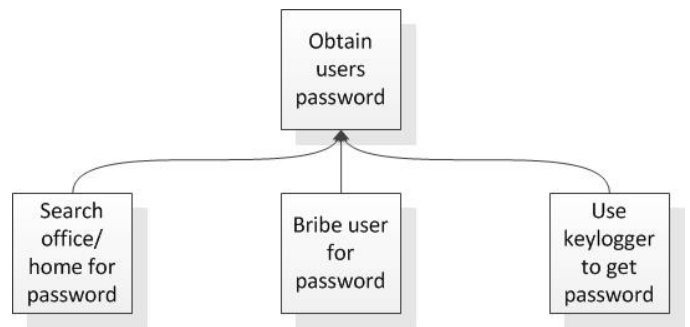 Obtain
users
password
Search
office/
home for
password
Bribe user
for
password
Use
keylogger
to get
password